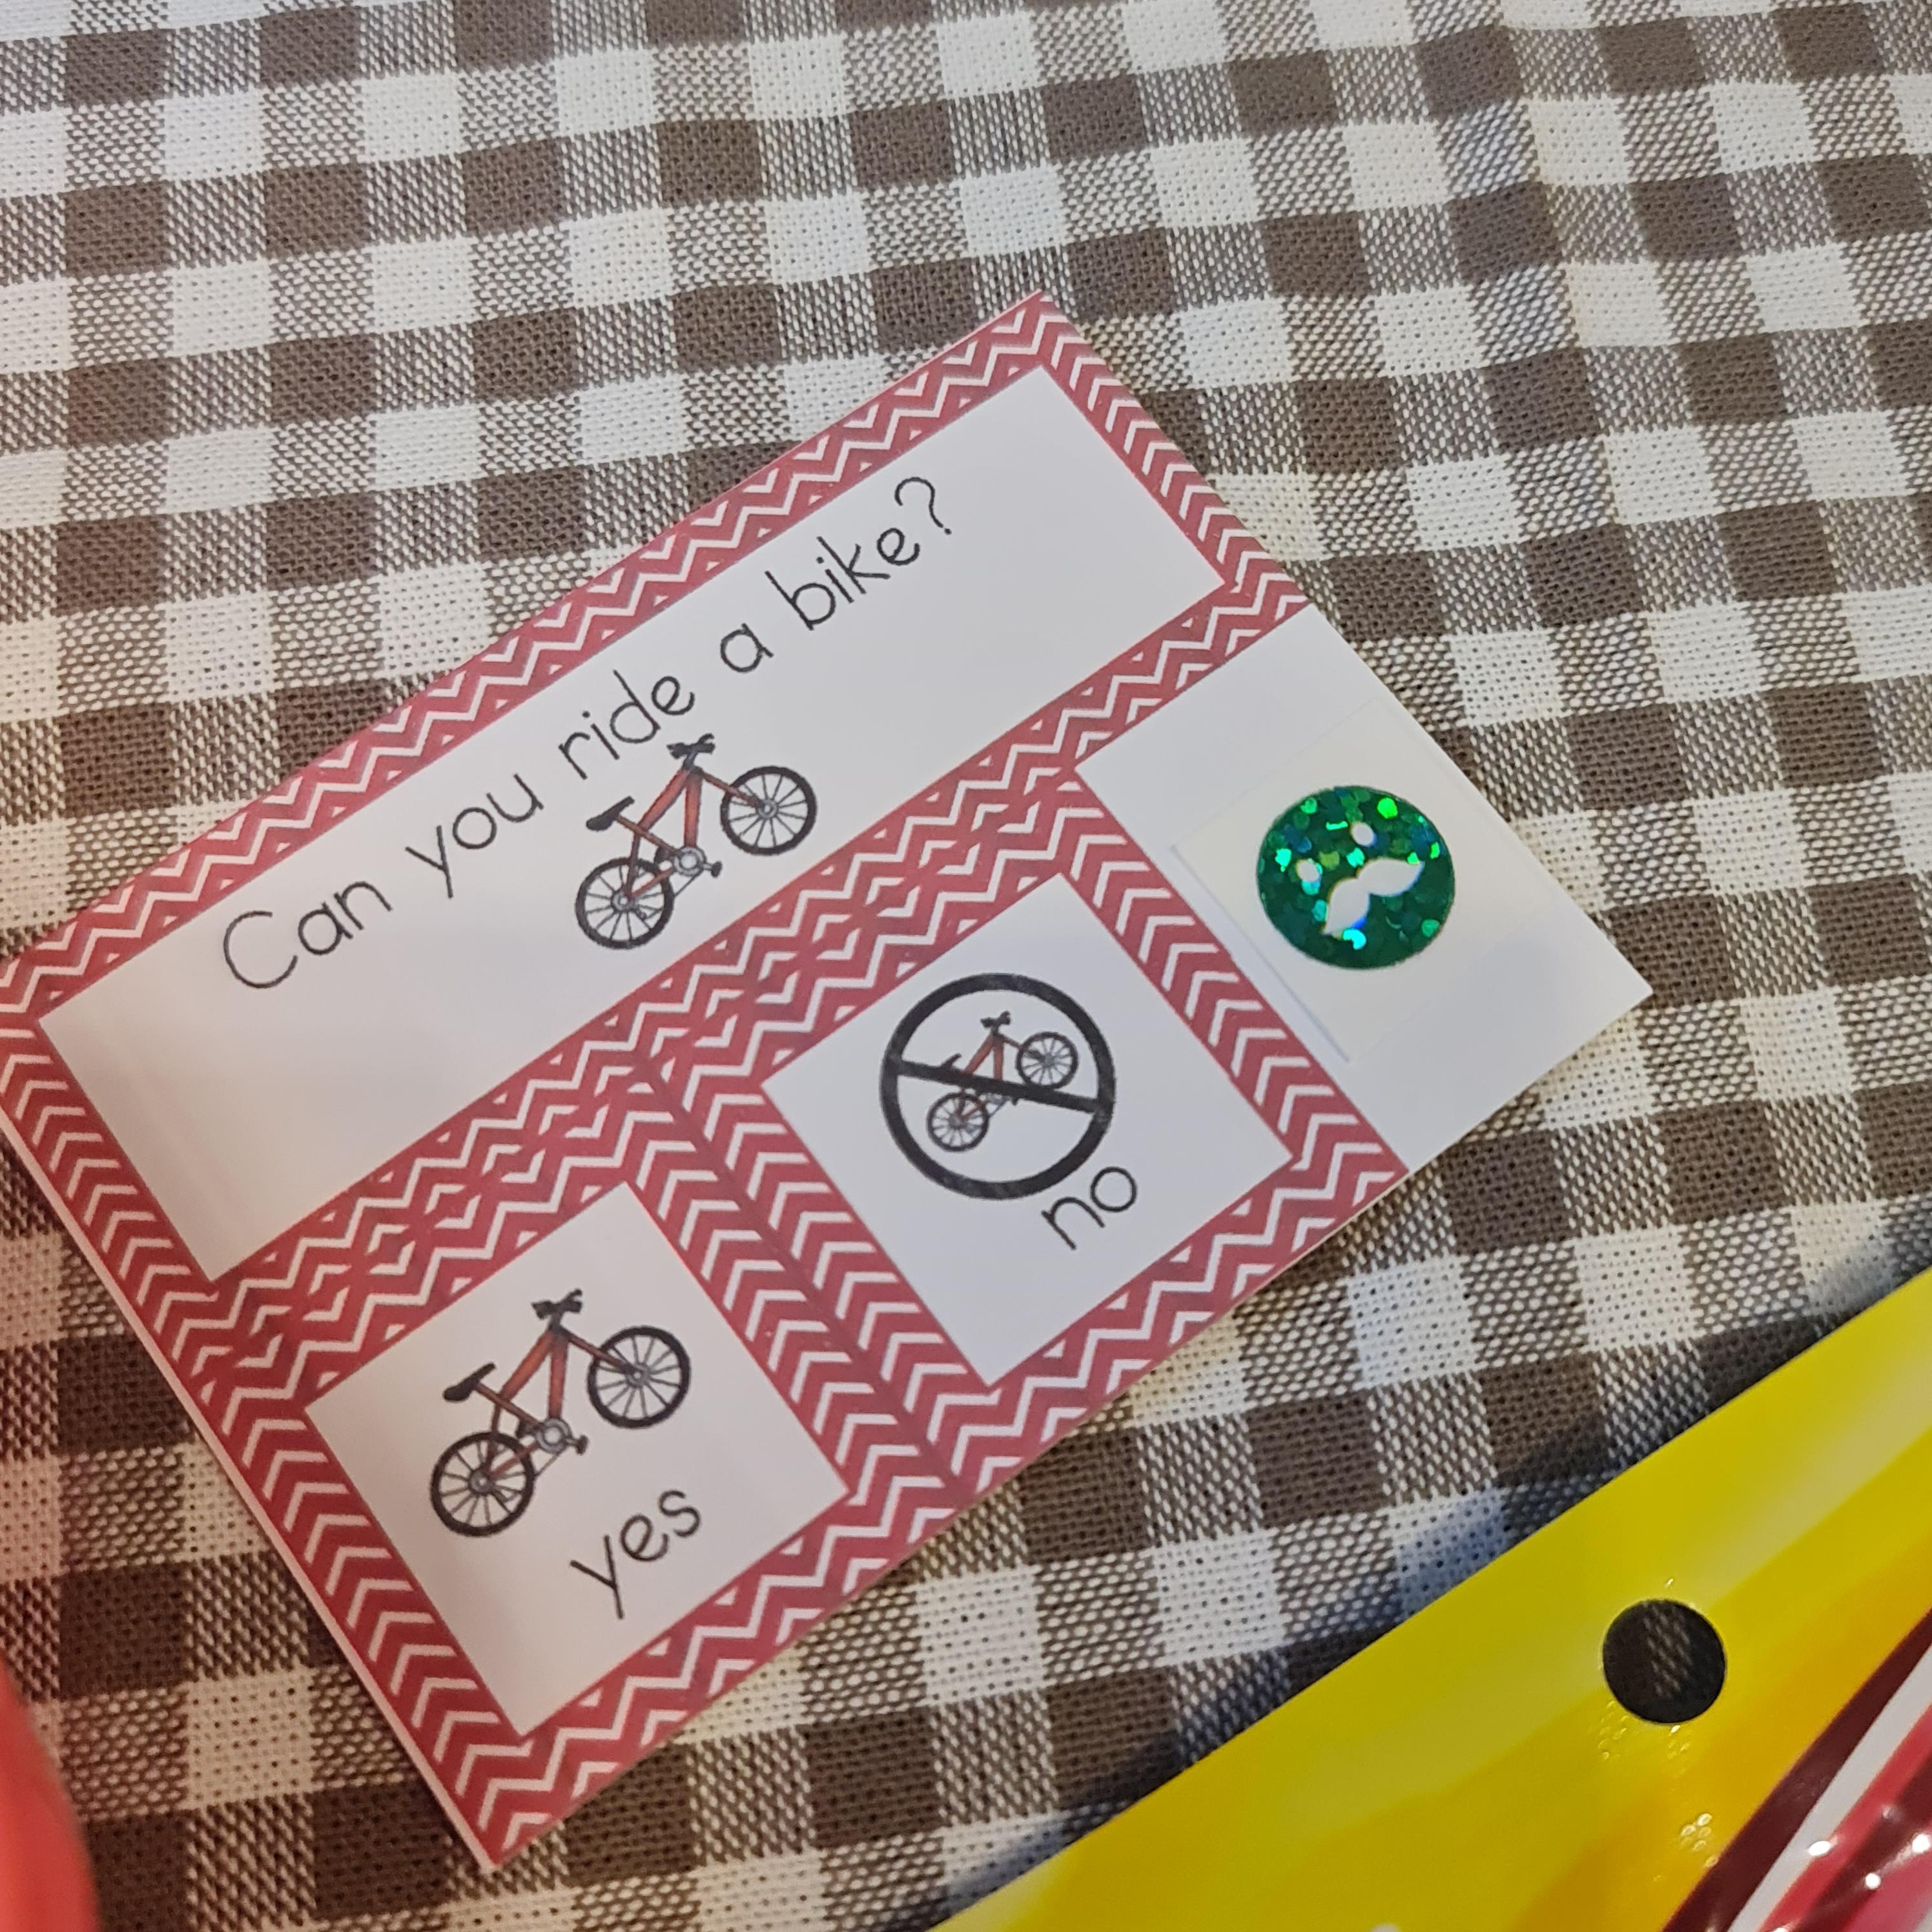 Can you ride a bike?
yes
no